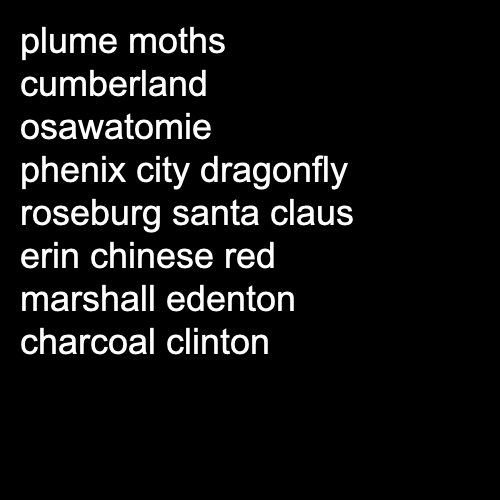 plume moths
cumberland
osawatomie
phenix city dragonfly
roseburg santa claus
erin chinese red
marshall edenton
charcoal clinton